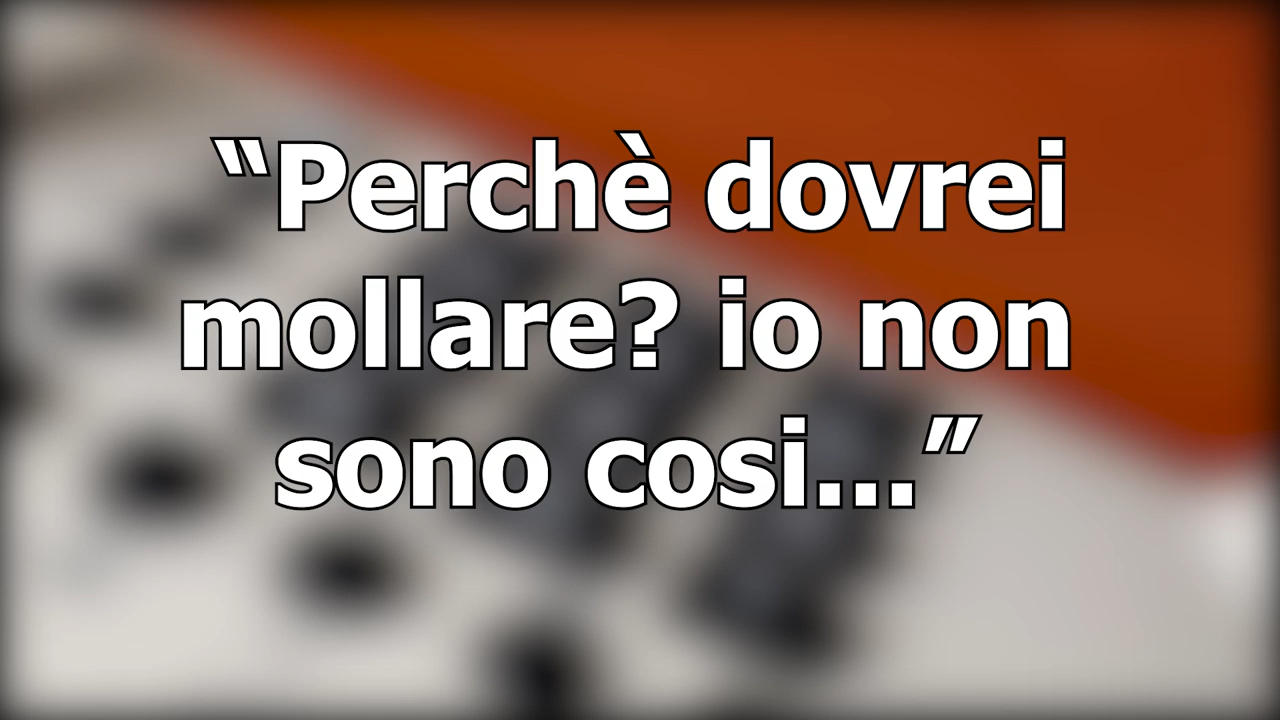 “Perchè dovrei
mollare? io non
sono cosi...”